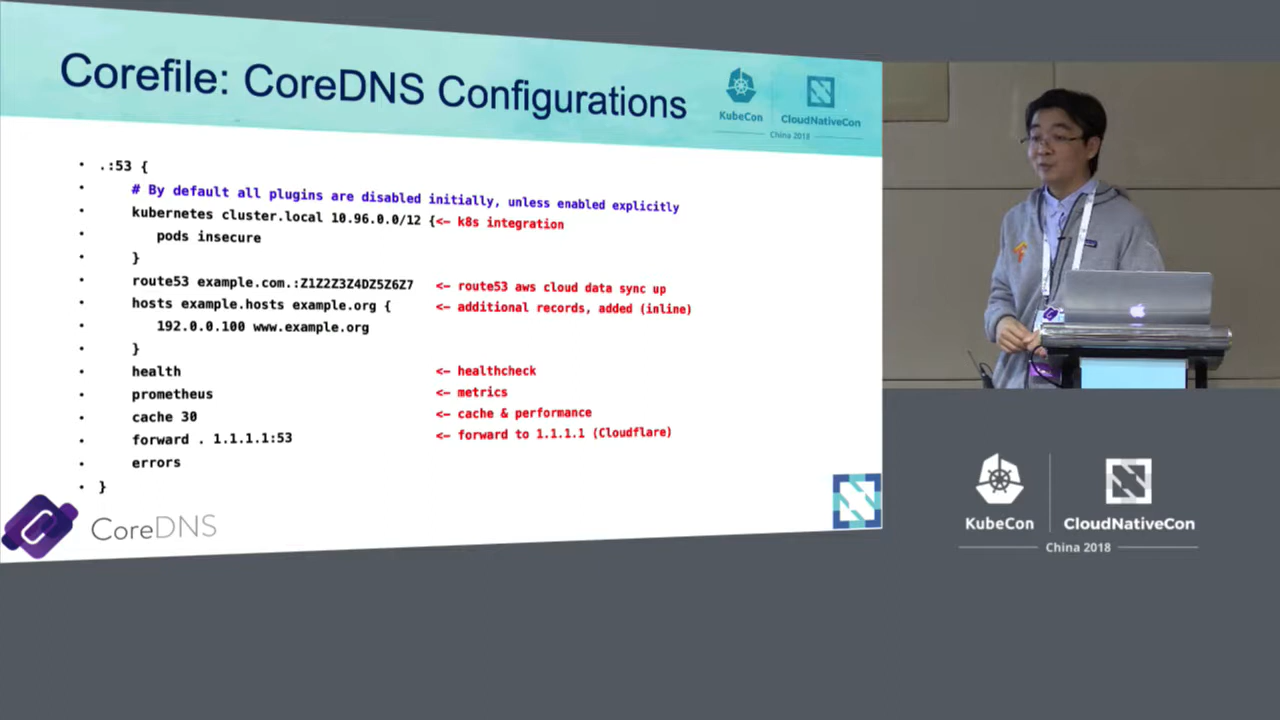 Corefile: CoreDNS Configurations
KubeCon
CloudNativeCon
China 2018
• .:53 {
• # By default all plugins are disabled initially, unless enabled explicitly
• kubernetes cluster.local 10.96.0.0/12 { <- k8s integration
• pods insecure
• }
• route53 example.com.:Z1Z2Z3Z4DZ5Z6Z7 <- route53 aws cloud data sync up
• hosts example.hosts example.org { <- additional records, added (inline)
• 192.0.0.100 www.example.org
• }
• health <- healthcheck
• prometheus <- metrics
• cache 30 <- cache & performance
• forward . 1.1.1.1:53 <- forward to 1.1.1.1 (Cloudflare)
• errors
• }
CoreDNS
KubeCon
CloudNativeCon
China 2018